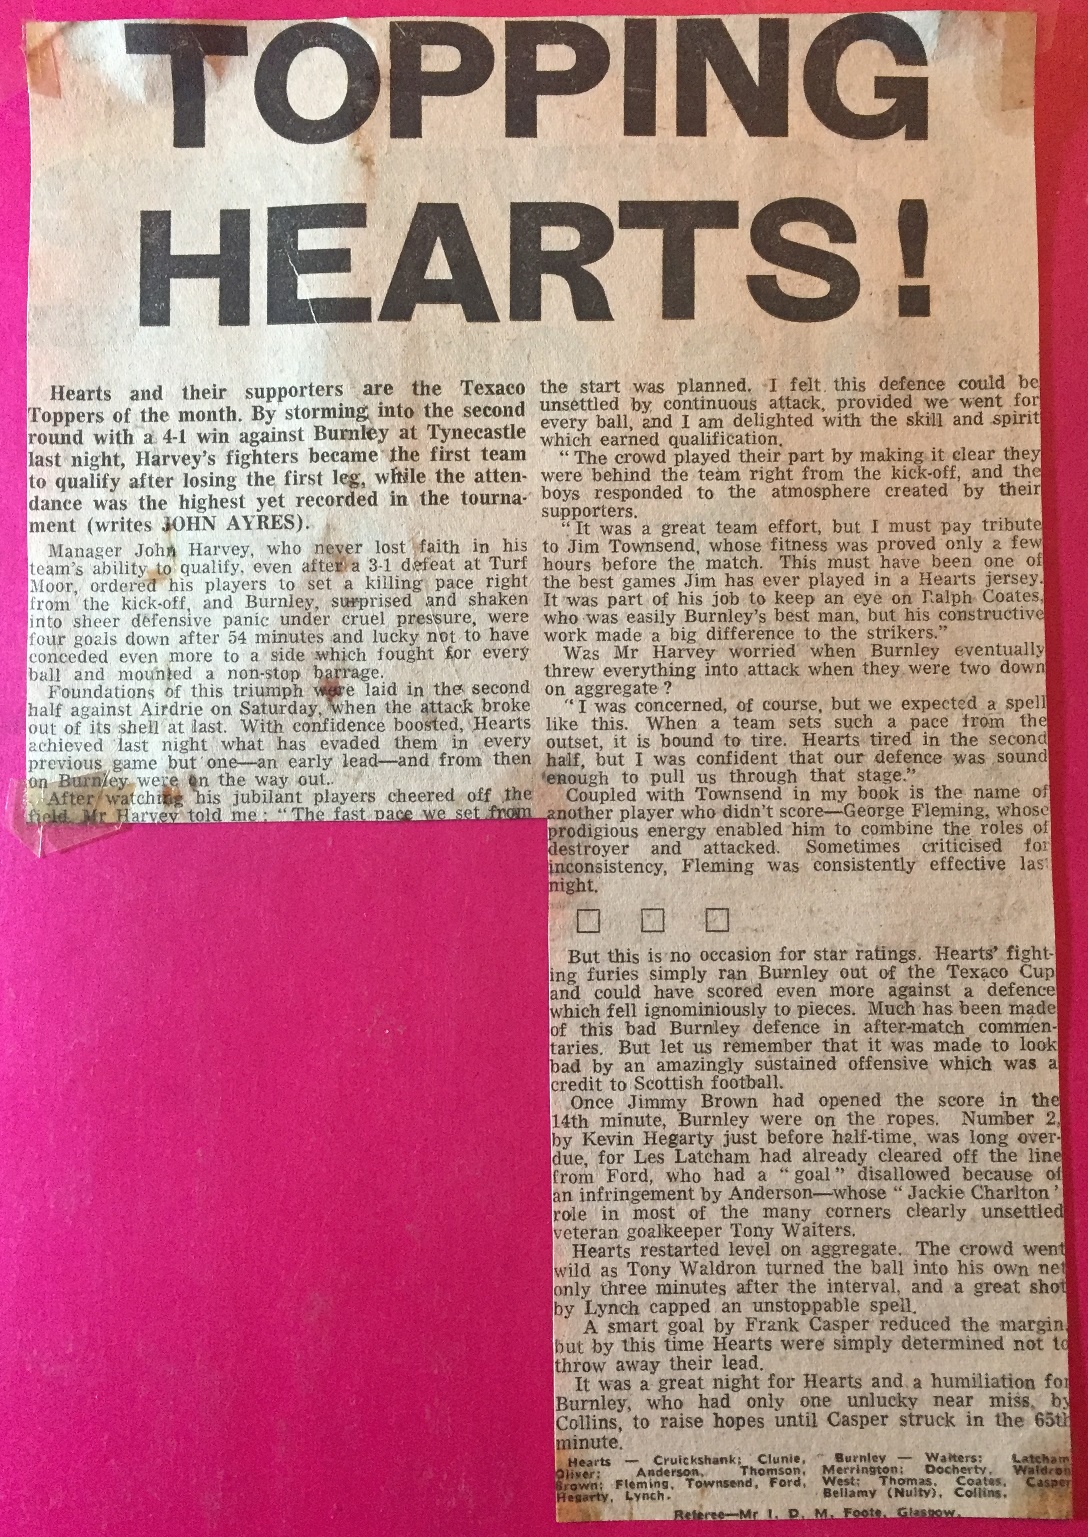 TOPPING
HEARTS!
Hearts and their supporters are the Texaco
Toppers of the month. By storming into the second
round with a 4-1 win against Burnley at Tynecastle
last night, Harvey's fighters became the first team
to qualify after losing the first leg, while the atten-
dance was the highest yet recorded in the tourna-
ment (writes JOHN AYRES).
Manager John Harvey, who never lost faith in his
team's ability to qualify, even after a 3-1 defeat at Turf
Moor, ordered his players to set a killing pace right
from the kick-off, and Burnley, surprised and shaken
into sheer defensive panic under cruel pressure, were
four goals down after 54 minutes and lucky not to have
conceded even more to a side which fought for every
ball and mounted a non-stop barrage.
Foundations of this triumph were laid in the second
half against Airdrie on Saturday, when the attack broke
out of its shell at last. With confidence boosted, Hearts
achieved last night what has evaded them in every
previous game but one—an early lead—and from then
on Burnley were on the way out.
After watching his jubilant players cheered off the
field, Mr Harvey told me: "The fast pace we set from
the start was planned. I felt this defence could be
unsettled by continuous attack, provided we went for
every ball, and I am delighted with the skill and spirit
which earned qualification.
"The crowd played their part by making it clear they
were behind the team right from the kick-off, and the
boys responded to the atmosphere created by their
supporters.
"It was a great team effort, but I must pay tribute
to Jim Townsend, whose fitness was proved only a few
hours before the match. This must have been one of
the best games Jim has ever played in a Hearts jersey.
It was part of his job to keep an eye on Ralph Coates,
who was easily Burnley's best man, but his constructive
work made a big difference to the strikers."
Was Mr Harvey worried when Burnley eventually
threw everything into attack when they were two down
on aggregate?
"I was concerned, of course, but we expected a spell
like this. When a team sets such a pace from the
outset, it is bound to tire. Hearts tired in the second
half, but I was confident that our defence was sound
enough to pull us through that stage."
Coupled with Townsend in my book is the name of
another player who didn't score—George Fleming, whose
prodigious energy enabled him to combine the roles of
destroyer and attacked. Sometimes criticised for
inconsistency, Fleming was consistently effective last
night.
□ □ □
But this is no occasion for star ratings. Hearts' fight-
ing furies simply ran Burnley out of the Texaco Cup
and could have scored even more against a defence
which fell ignominiously to pieces. Much has been made
of this bad Burnley defence in after-match commen-
taries. But let us remember that it was made to look
bad by an amazingly sustained offensive which was a
credit to Scottish football.
Once Jimmy Brown had opened the score in the
14th minute, Burnley were on the ropes. Number 2,
by Kevin Hegarty just before half-time, was long over-
due, for Les Latcham had already cleared off the line
from Ford, who had a "goal" disallowed because of
an infringement by Anderson—whose "Jackie Charlton"
role in most of the many corners clearly unsettled
veteran goalkeeper Tony Waiters.
Hearts restarted level on aggregate. The crowd went
wild as Tony Waldron turned the ball into his own net
only three minutes after the interval, and a great shot
by Lynch capped an unstoppable spell.
A smart goal by Frank Casper reduced the margin,
but by this time Hearts were simply determined not to
throw away their lead.
It was a great night for Hearts and a humiliation for
Burnley, who had only one unlucky near miss, by
Collins, to raise hopes until Casper struck in the 65th
minute.
Hearts — Cruickshank; Clunie,
Oliver; Anderson, Thomson,
Brown; Fleming, Townsend, Ford,
Hegarty, Lynch.
Burnley — Waiters; Latcham
Merrington; Docherty, Waldron
West; Thomas, Coates, Casper
Bellamy (Nulty), Collins.
Referee—Mr I. D. M. Foote, Glasgow.